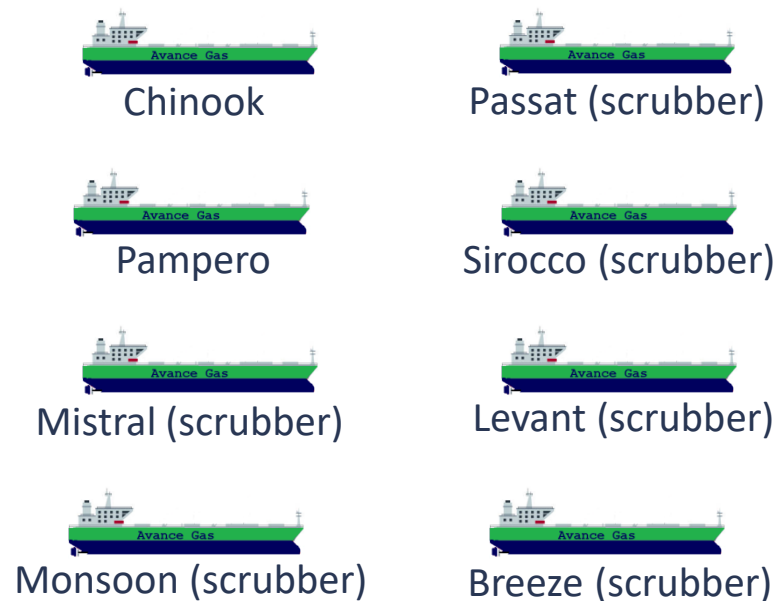 Avance Gas
Chinook
Avance Gas
Passat (scrubber)
Avance Gas
Pampero
Avance Gas
Sirocco (scrubber)
Avance Gas
Mistral (scrubber)
Avance Gas
Levant (scrubber)
Avance Gas
Monsoon (scrubber)
Avance Gas
Breeze (scrubber)